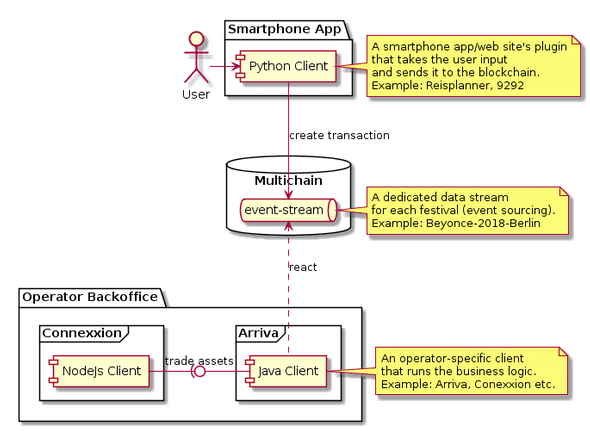 Smartphone App
Python Client
User
A smartphone app/web site's plugin
that takes the user input
and sends it to the blockchain.
Example: Reisplanner, 9292
create transaction
Multichain
event-stream
A dedicated data stream
for each festival (event sourcing).
Example: Beyonce-2018-Berlin
react
Operator Backoffice
Connexxion
Arriva
NodeJs Client
trade assets
Java Client
An operator-specific client
that runs the business logic.
Example: Arriva, Conexxion etc.